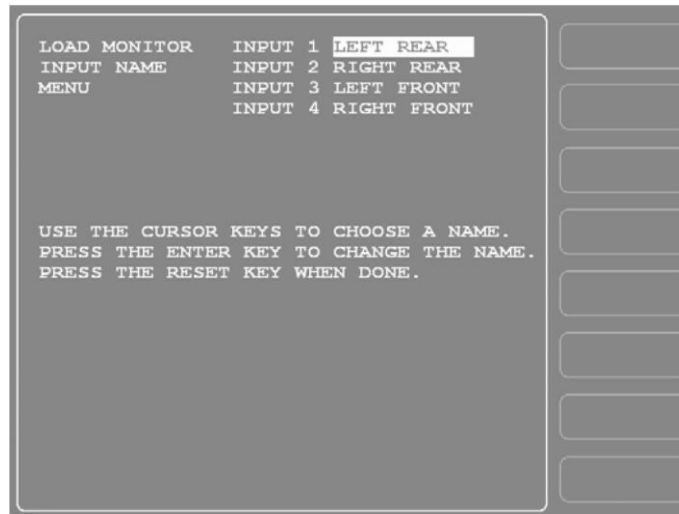 LOAD MONITOR INPUT 1 LEFT REAR
INPUT NAME INPUT 2 RIGHT REAR
MENU INPUT 3 LEFT FRONT
INPUT 4 RIGHT FRONT
USE THE CURSOR KEYS TO CHOOSE A NAME.
PRESS THE ENTER KEY TO CHANGE THE NAME.
PRESS THE RESET KEY WHEN DONE.